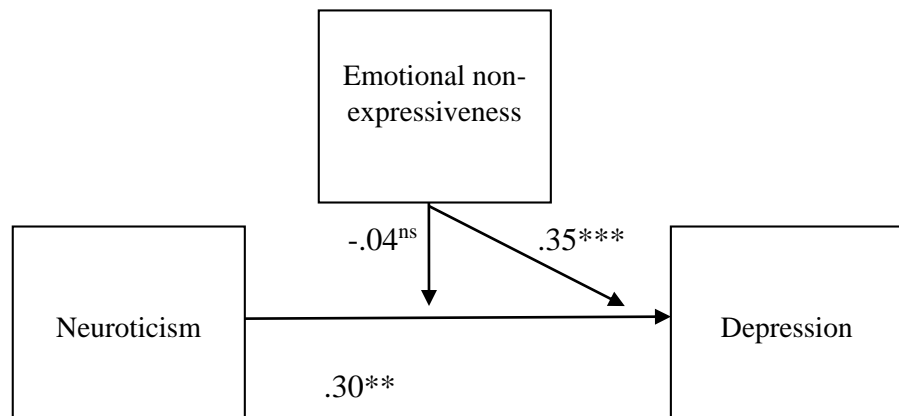 Emotional non-
expressiveness
-.04ns
.35***
Neuroticism
Depression
.30**